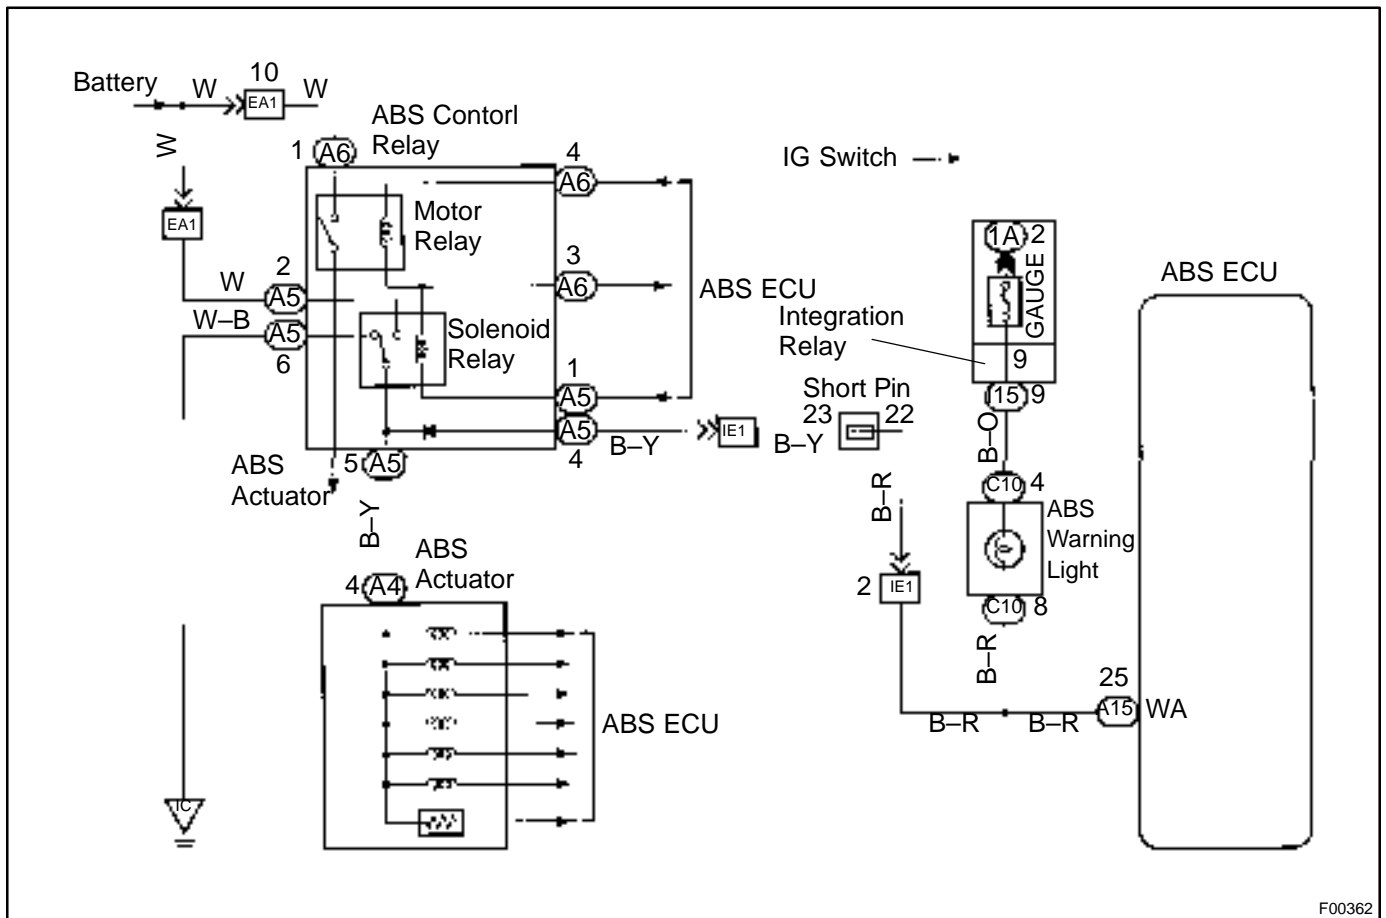 Battery
W
10
EA1
W
W
EA1
ABS Contorl
Relay
1
A6
4
A6
Motor
Relay
3
A6
ABS ECU
2
W
A5
W–B
A5
6
Solenoid
Relay
1
A5
A5
4
B–Y
IE1
B–Y
Short Pin
23
22
ABS
Actuator
5
A5
B–Y
ABS
Actuator
4
A4
ABS ECU
IC
IG Switch
1A
2
GAUGE
Integration
Relay
9
15
9
B–O
C10
4
ABS
Warning
Light
C10
8
B–R
B–R
2
IE1
B–R
B–R
25
A15
WA
ABS ECU
F00362